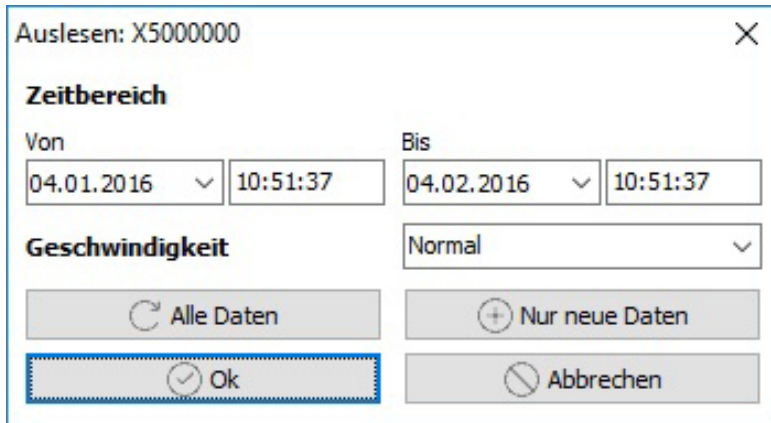 Auslesen: X5000000
Zeitbereich
Von Bis
04.01.2016 10:51:37 04.02.2016 10:51:37
Geschwindigkeit Normal
Alle Daten Nur neue Daten
Ok Abbrechen